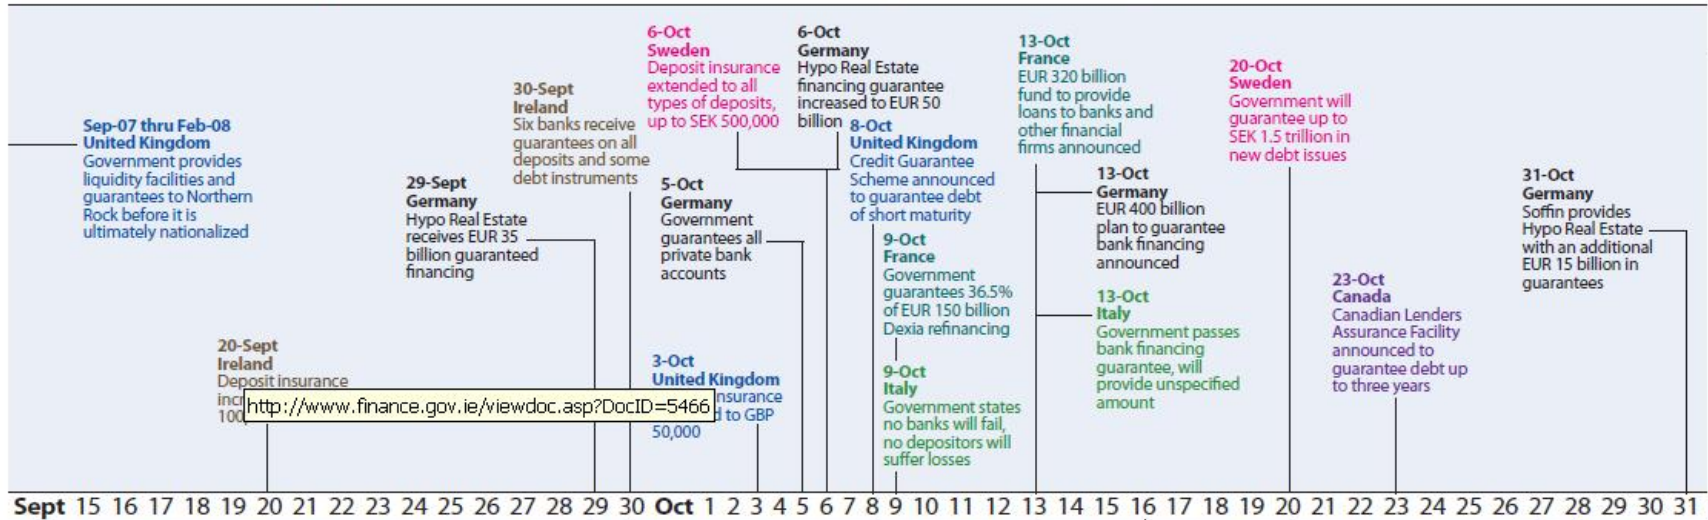 Sep-07 thru Feb-08
United Kingdom
Government provides
liquidity facilities and
guarantees to Northern
Rock before it is
ultimately nationalized
20-Sept
Ireland
Deposit insurance
http://www.finance.gov.ie/viewdoc.asp?DocID=5466
29-Sept
Germany
Hypo Real Estate
receives EUR 35
billion guaranteed
financing
30-Sept
Ireland
Six banks receive
guarantees on all
deposits and some
debt instruments
3-Oct
United Kingdom
to GBP
50,000
5-Oct
Germany
Government
guarantees all
private bank
accounts
6-Oct
Sweden
Deposit insurance
extended to all
types of deposits,
up to SEK 500,000
6-Oct
Germany
Hypo Real Estate
financing guarantee
increased to EUR 50
billion
8-Oct
United Kingdom
Credit Guarantee
Scheme announced
to guarantee debt
of short maturity
9-Oct
France
Government
guarantees 36.5%
of EUR 150 billion
Dexia refinancing
9-Oct
Italy
Government states
no banks will fail,
no depositors will
suffer losses
13-Oct
France
EUR 320 billion
fund to provide
loans to banks and
other financial
firms announced
13-Oct
Germany
EUR 400 billion
plan to guarantee
bank financing
announced
13-Oct
Italy
Government passes
bank financing
guarantee, will
provide unspecified
amount
20-Oct
Sweden
Government will
guarantee up to
SEK 1.5 trillion in
new debt issues
23-Oct
Canada
Canadian Lenders
Assurance Facility
announced to
guarantee debt up
to three years
31-Oct
Germany
Soffin provides
Hypo Real Estate
with an additional
EUR 15 billion in
guarantees
Sept 15 16 17 18 19 20 21 22 23 24 25 26 27 28 29 30 Oct 1 2 3 4 5 6 7 8 9 10 11 12 13 14 15 16 17 18 19 20 21 22 23 24 25 26 27 28 29 30 31